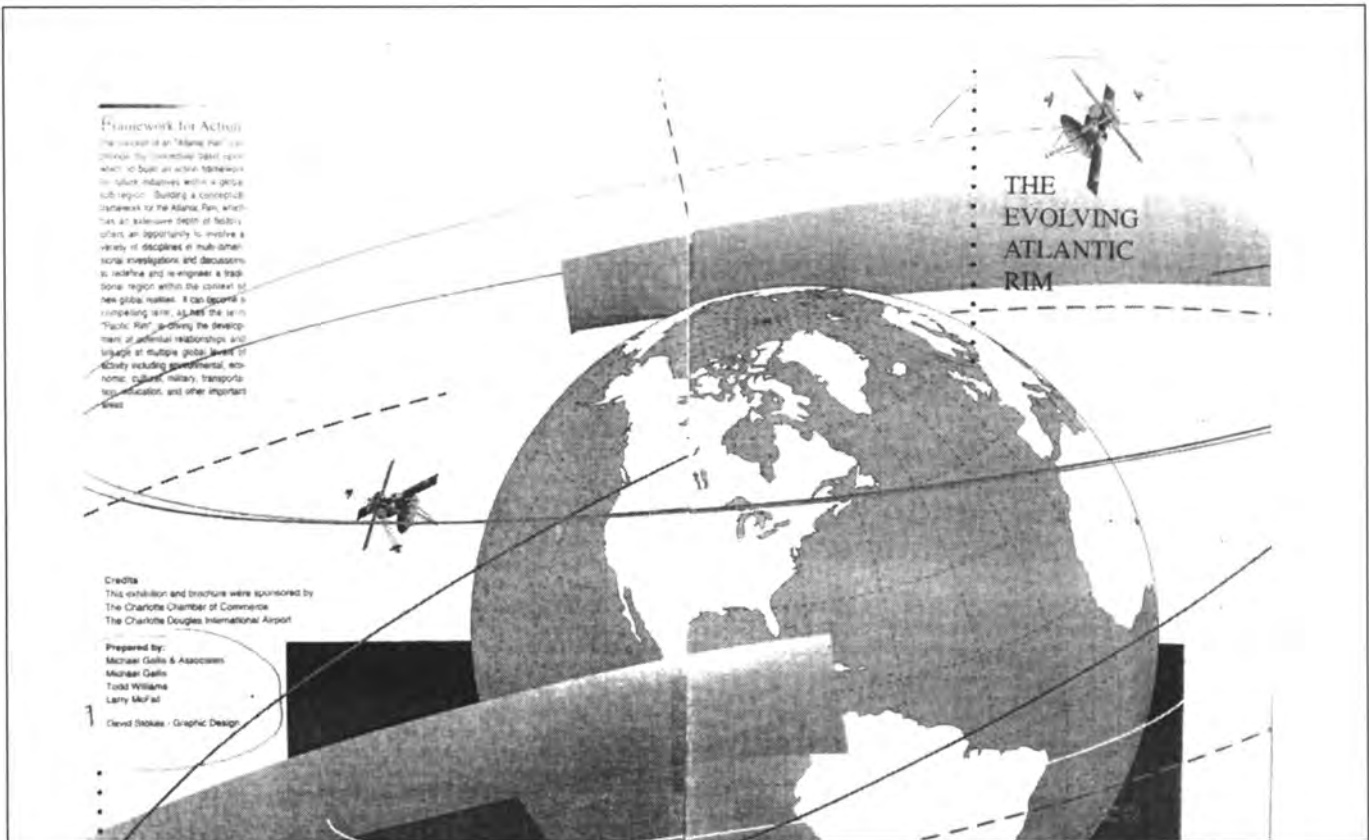 Framework for Action
The concept of an "Atlantic Rim" can
provide the connective basis upon
which to build an action framework
for future initiatives within a global
sub-region. Building a conceptual
framework for the Atlantic Rim, which
has an extensive depth of history,
offers an opportunity to involve a
variety of disciplines in multi-dimen-
sional investigations and discussions
to redefine and re-engineer a tradi-
tional region within the context of
new global realities. It can become a
compelling term, as has the term
"Pacific Rim" in driving the develop-
ment of potential relationships and
linkage at multiple global levels of
activity including environmental, eco-
nomic, cultural, military, transporta-
tion, education, and other important
areas
Credits
This exhibition and brochure were sponsored by
The Charlotte Chamber of Commerce
The Charlotte Douglas International Airport
Prepared by:
Michael Gallis & Associates
Michael Gallis
Todd Williams
Larry McFall
David Stokes - Graphic Design
THE
EVOLVING
ATLANTIC
RIM